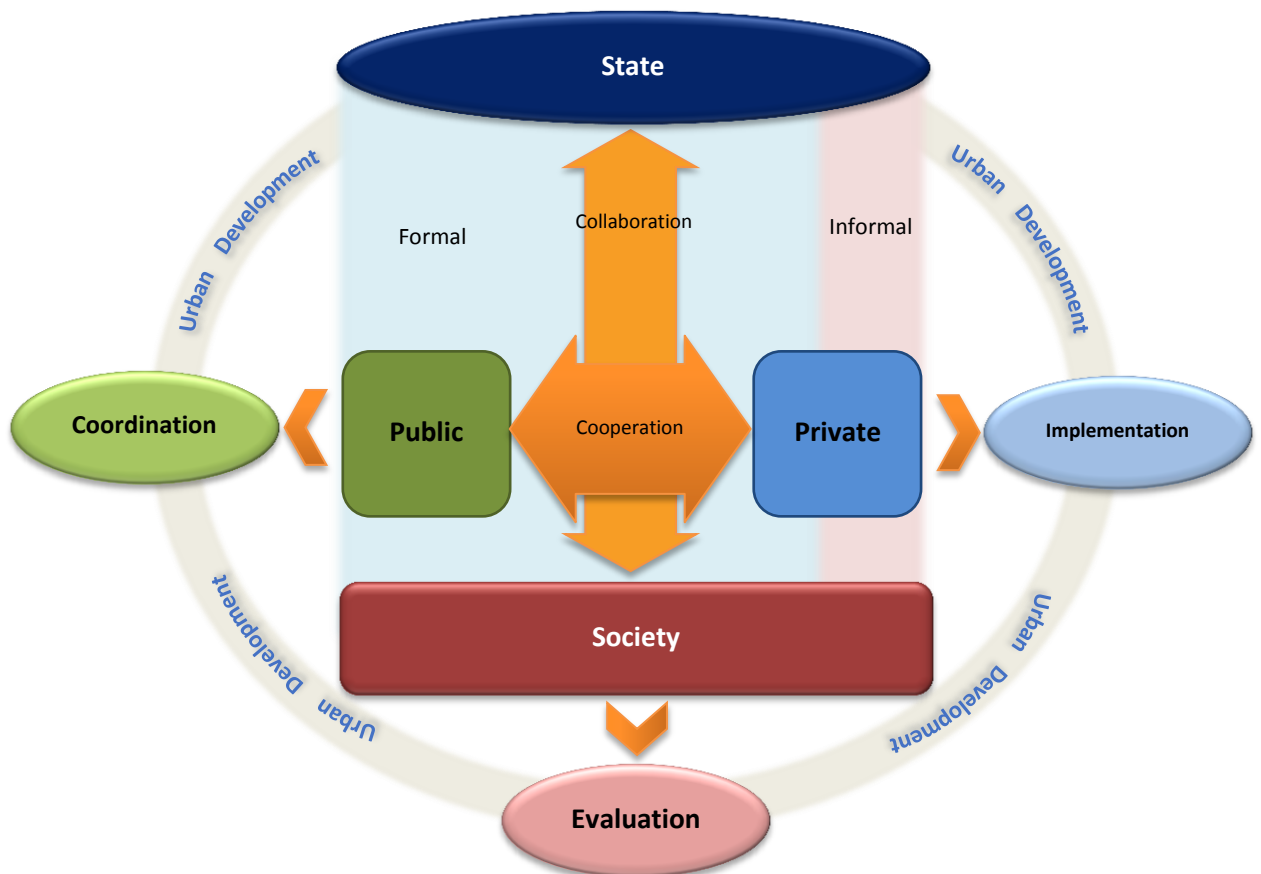 State
Urban Development
Urban Development
Formal
Collaboration
Informal
Coordination
Public
Cooperation
Private
Implementation
Urban Development
Society
Urban Development
Evaluation